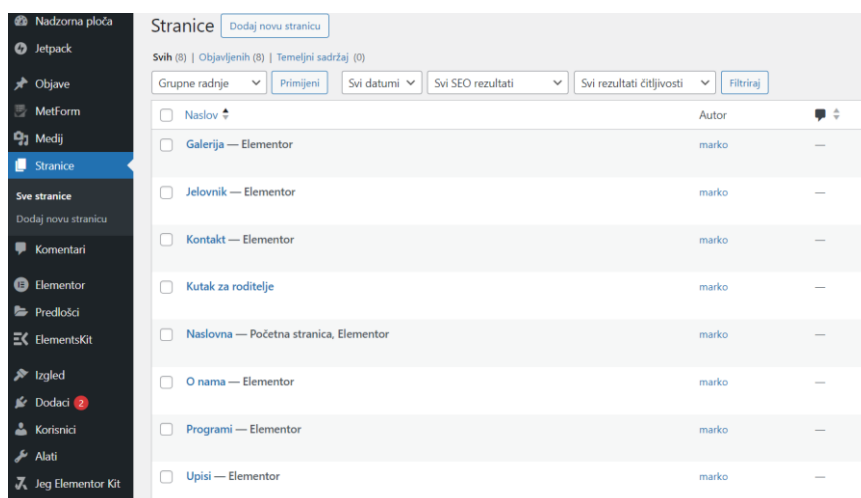 Nadzorna ploča
Jetpack
Objave
MetForm
Medij
Stranice
Sve stranice
Dodaj novu stranicu
Komentari
Elementor
Predlošci
ElementsKit
Izgled
Dodaci 2
Korisnici
Alati
Jeg Elementor Kit
Stranice Dodaj novu stranicu
Svih (8) | Objavljenih (8) | Temeljni sadržaj (0)
Grupne radnje Primijeni Svi datumi Svi SEO rezultati Svi rezultati čitljivosti Filtriraj
Naslov Autor
Galerija — Elementor marko —
Jelovnik — Elementor marko —
Kontakt — Elementor marko —
Kutak za roditelje marko —
Naslovna — Početna stranica, Elementor marko —
O nama — Elementor marko —
Programi — Elementor marko —
Upisi — Elementor marko —